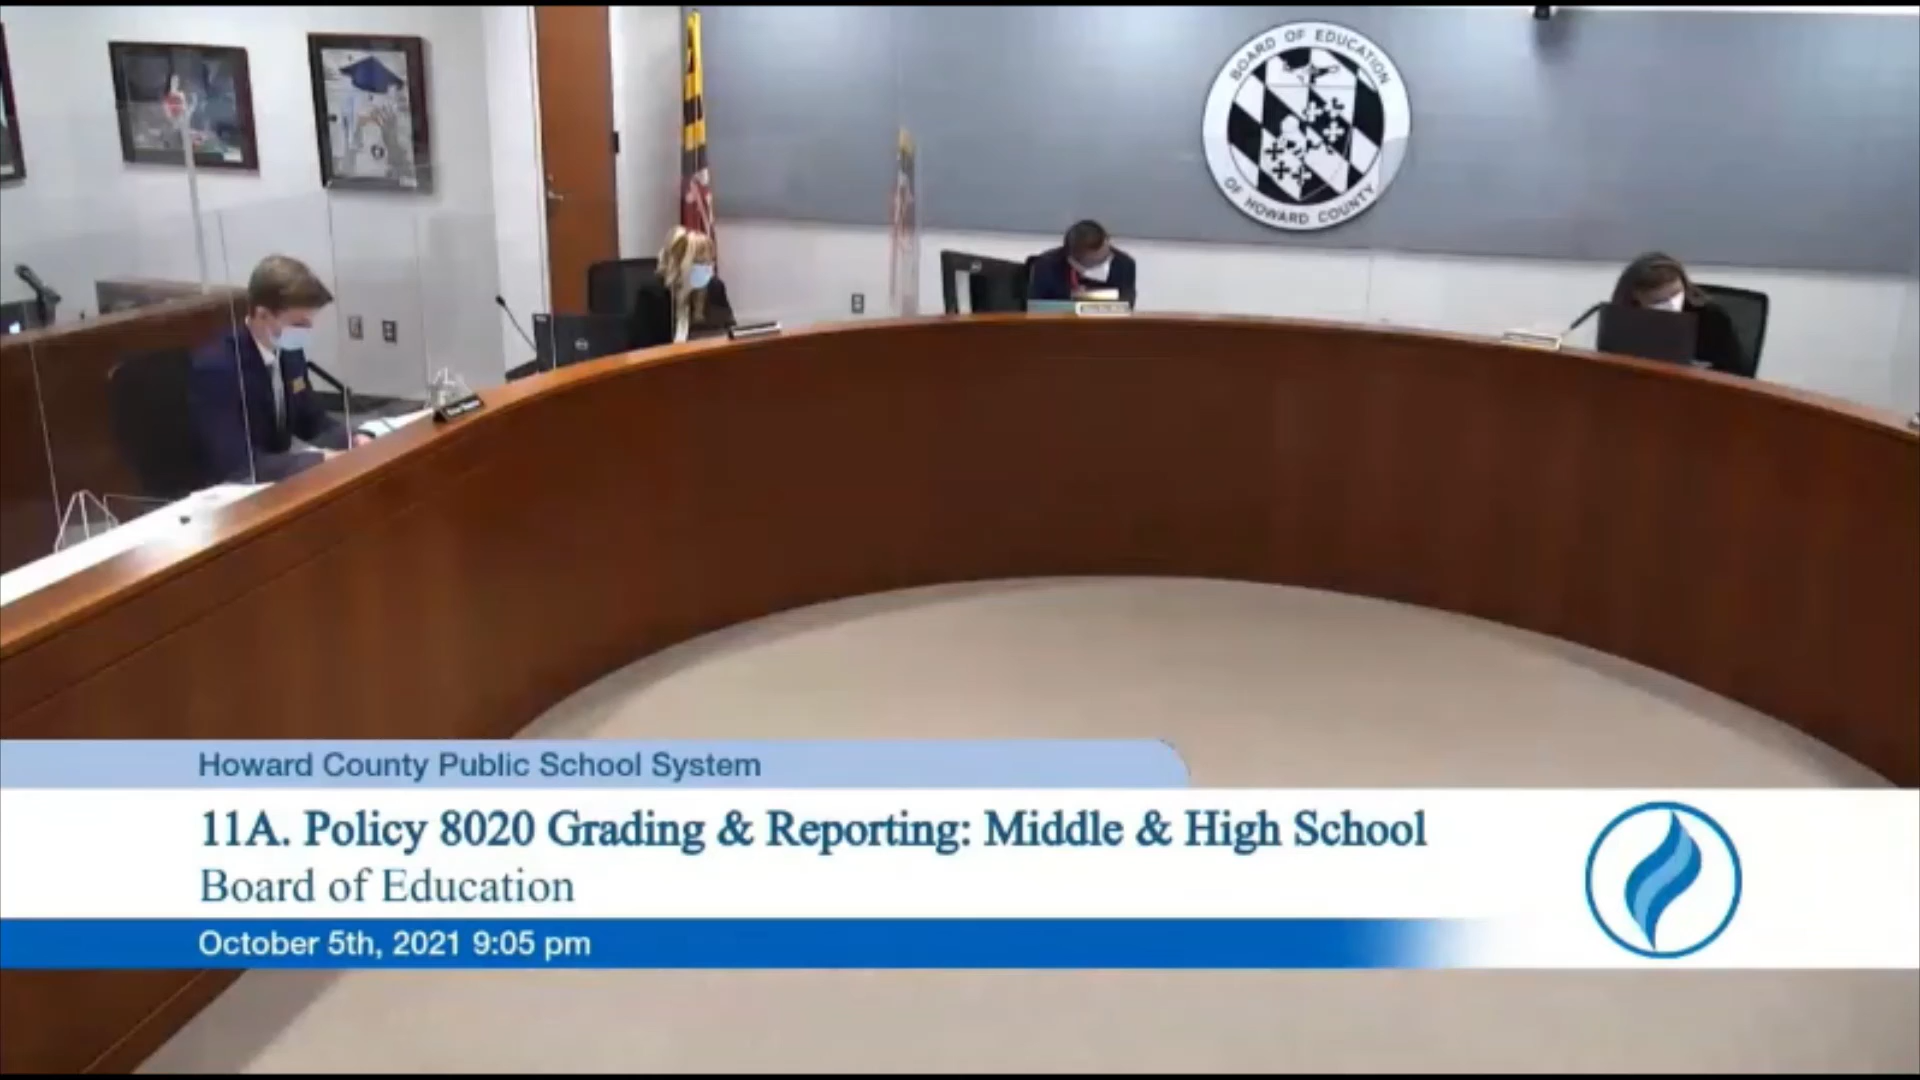 BOARD OF EDUCATION
OF HOWARD COUNTY
Howard County Public School System
11A. Policy 8020 Grading & Reporting: Middle & High School
Board of Education
October 5th, 2021 9:05 pm